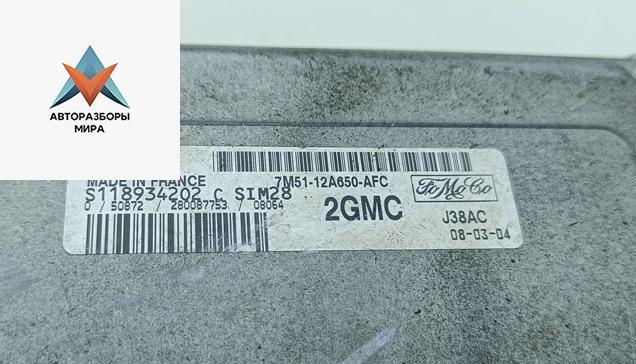 АВТОРАЗБОРЫ
МИРА
MADE IN FRANCE
7M51-12A650-AFC
S118934202 C SIM28
0 / 50872 / 280087753 / 08064
2GMC
FoMoCo
J38AC
08-03-04